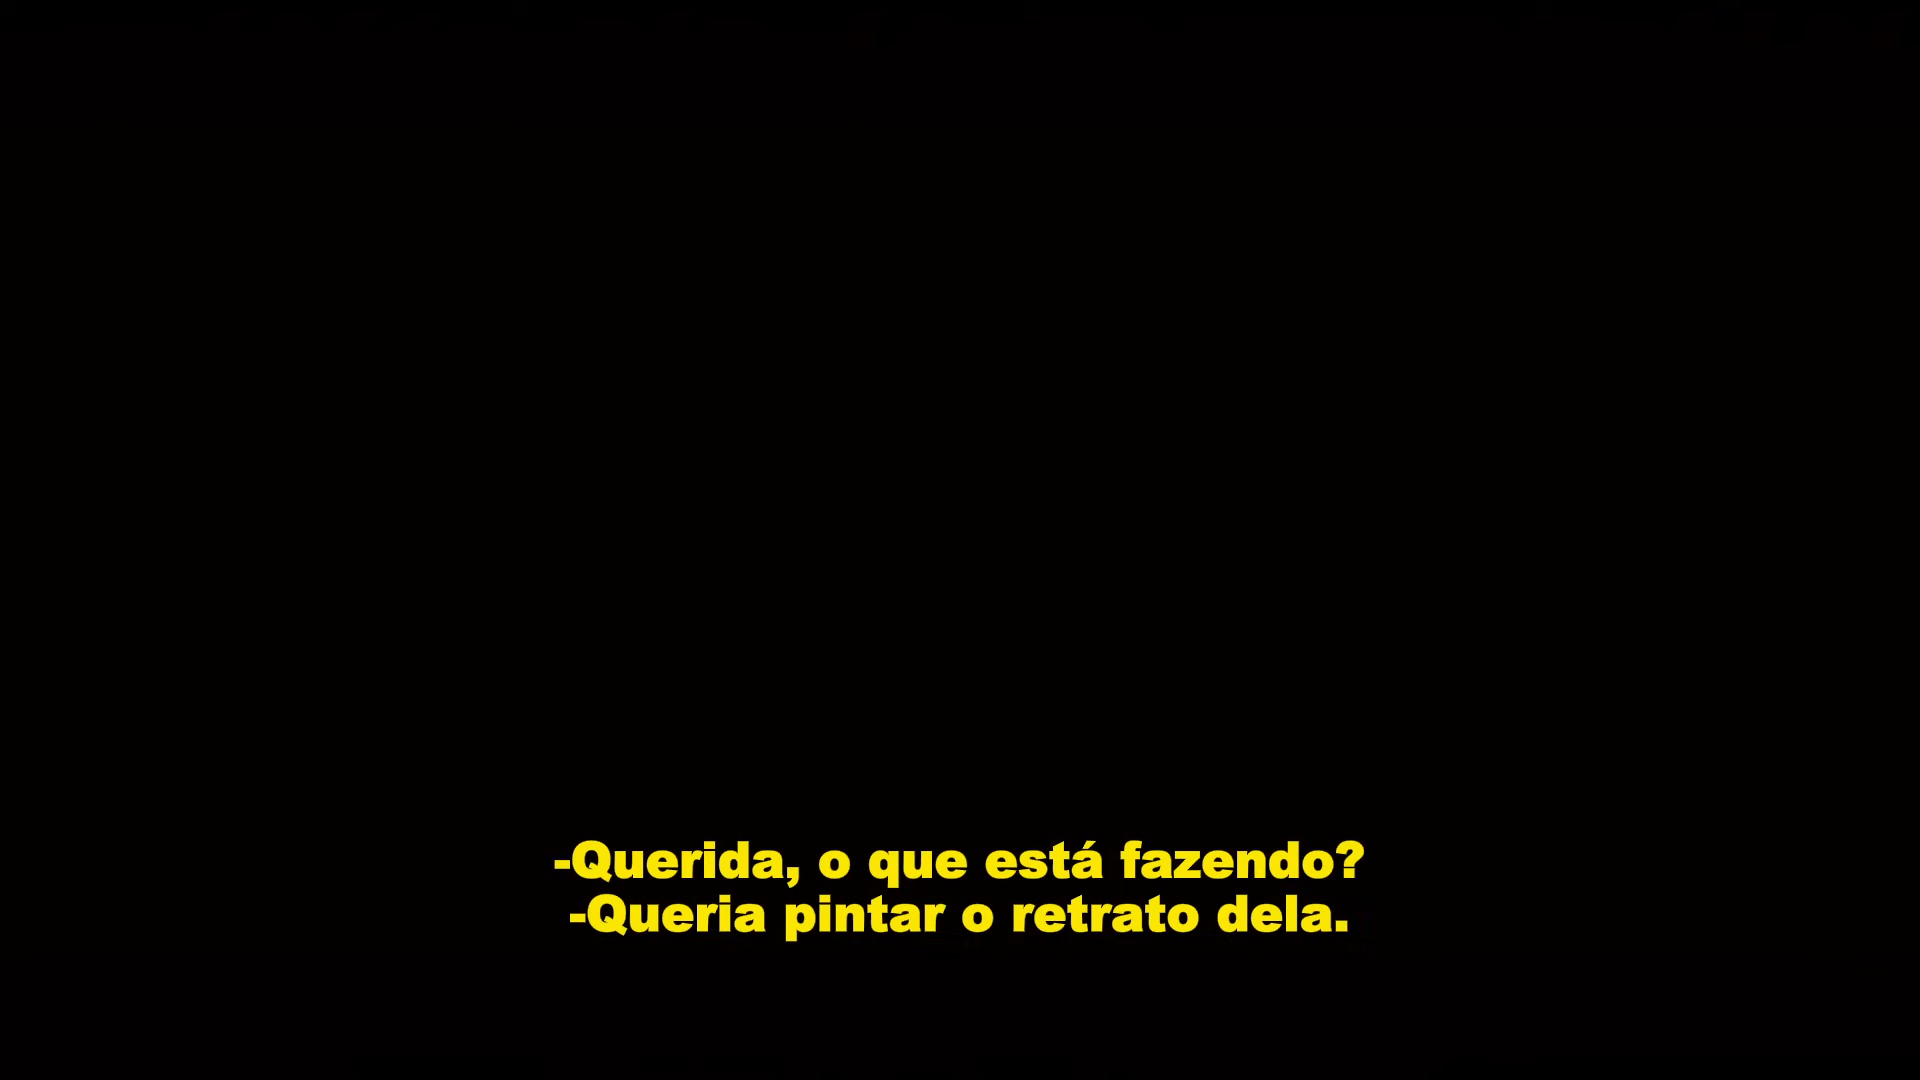 -Querida, o que está fazendo?
-Queria pintar o retrato dela.